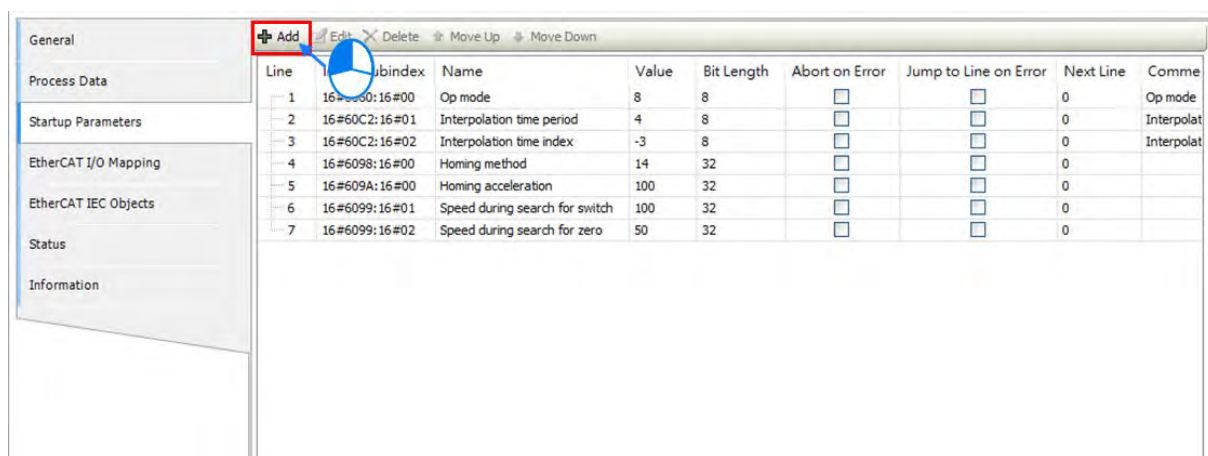 General
Process Data
Startup Parameters
EtherCAT I/O Mapping
EtherCAT IEC Objects
Status
Information
Add Edit Delete Move Up Move Down
Line Name Value Bit Length Abort on Error Jump to Line on Error Next Line Comme
1 Op mode 8 8 0 Op mode
2 16#60C2:16#01 Interpolation time period 4 8 0 Interpolat
3 16#60C2:16#02 Interpolation time index -3 8 0 Interpolat
4 16#6098:16#00 Homing method 14 32 0
5 16#609A:16#00 Homing acceleration 100 32 0
6 16#6099:16#01 Speed during search for switch 100 32 0
7 16#6099:16#02 Speed during search for zero 50 32 0